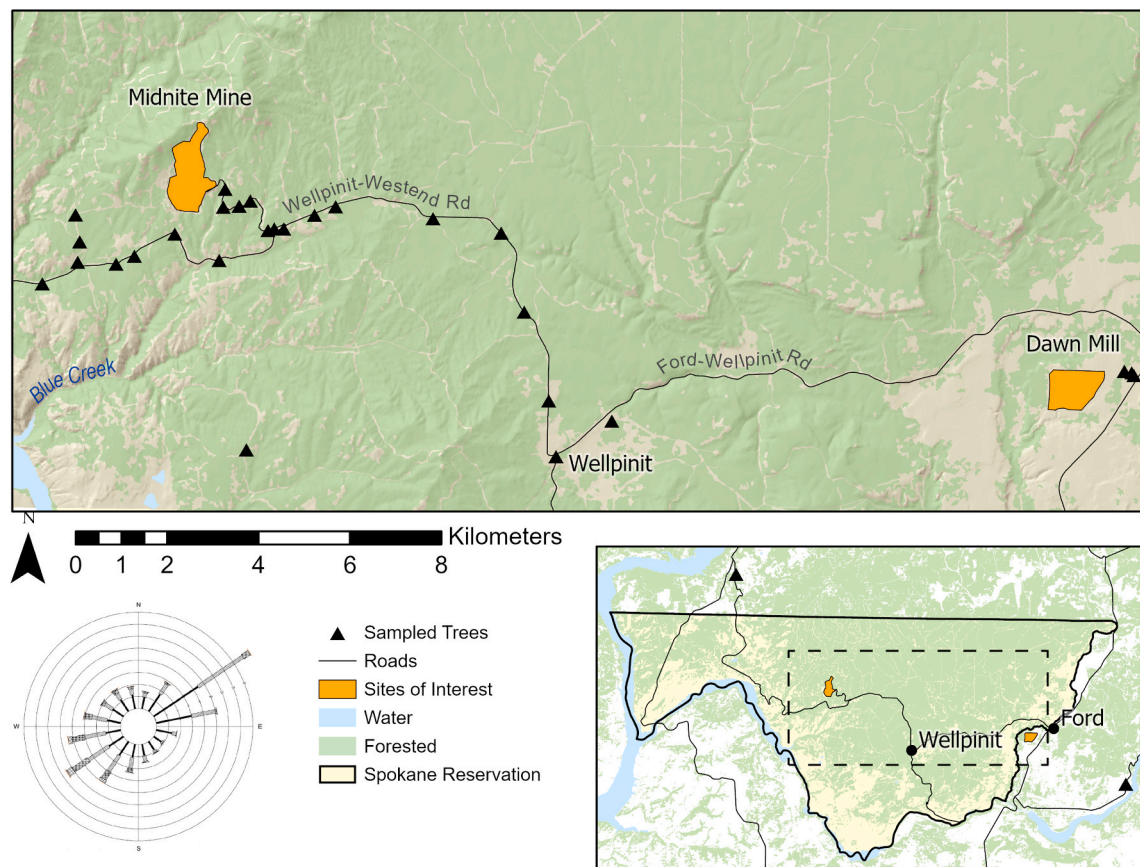 Midnite Mine
Wellpinit-Westend Rd
Blue Creek
Ford-Wellpinit Rd
Dawn Mill
Wellpinit
N
Kilometers
0 1 2 4 6 8
N
W
E
S
Sampled Trees
Roads
Sites of Interest
Water
Forested
Spokane Reservation
Ford
Wellpinit